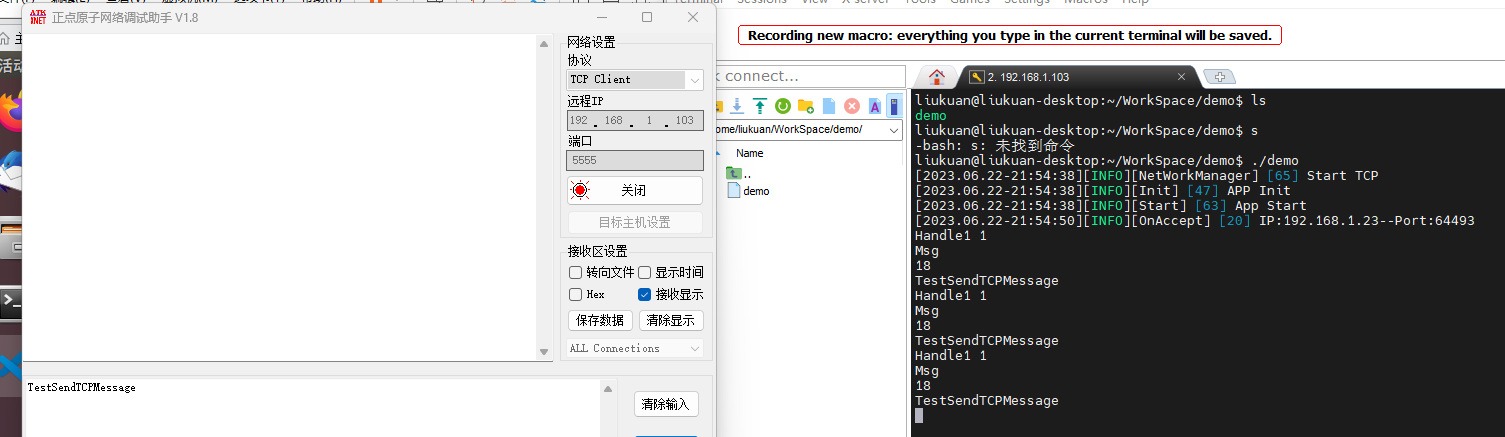 正点原子网络调试助手 V1.8
网络设置
协议
TCP Client
远程IP
192 . 168 . 1 . 103
端口
5555
关闭
目标主机设置
接收区设置
转向文件 显示时间
Hex 接收显示
保存数据 清除显示
ALL Connections
TestSendTCPMessage
清除输入
Terminal Sessions View X server Tools Games Settings Macros Help
Recording new macro: everything you type in the current terminal will be saved.
connect...
ome/liukuan/WorkSpace/demo/
Name
..
demo
2. 192.168.1.103
liukuan@liukuan-desktop:~/WorkSpace/demo$ ls
demo
liukuan@liukuan-desktop:~/WorkSpace/demo$ s
-bash: s: 未找到命令
liukuan@liukuan-desktop:~/WorkSpace/demo$ ./demo
[2023.06.22-21:54:38][INFO][NetWorkManager] [65] Start TCP
[2023.06.22-21:54:38][INFO][Init] [47] APP Init
[2023.06.22-21:54:38][INFO][Start] [63] App Start
[2023.06.22-21:54:50][INFO][OnAccept] [20] IP:192.168.1.23--Port:64493
Handle1 1
Msg
18
TestSendTCPMessage
Handle1 1
Msg
18
TestSendTCPMessage
Handle1 1
Msg
18
TestSendTCPMessage